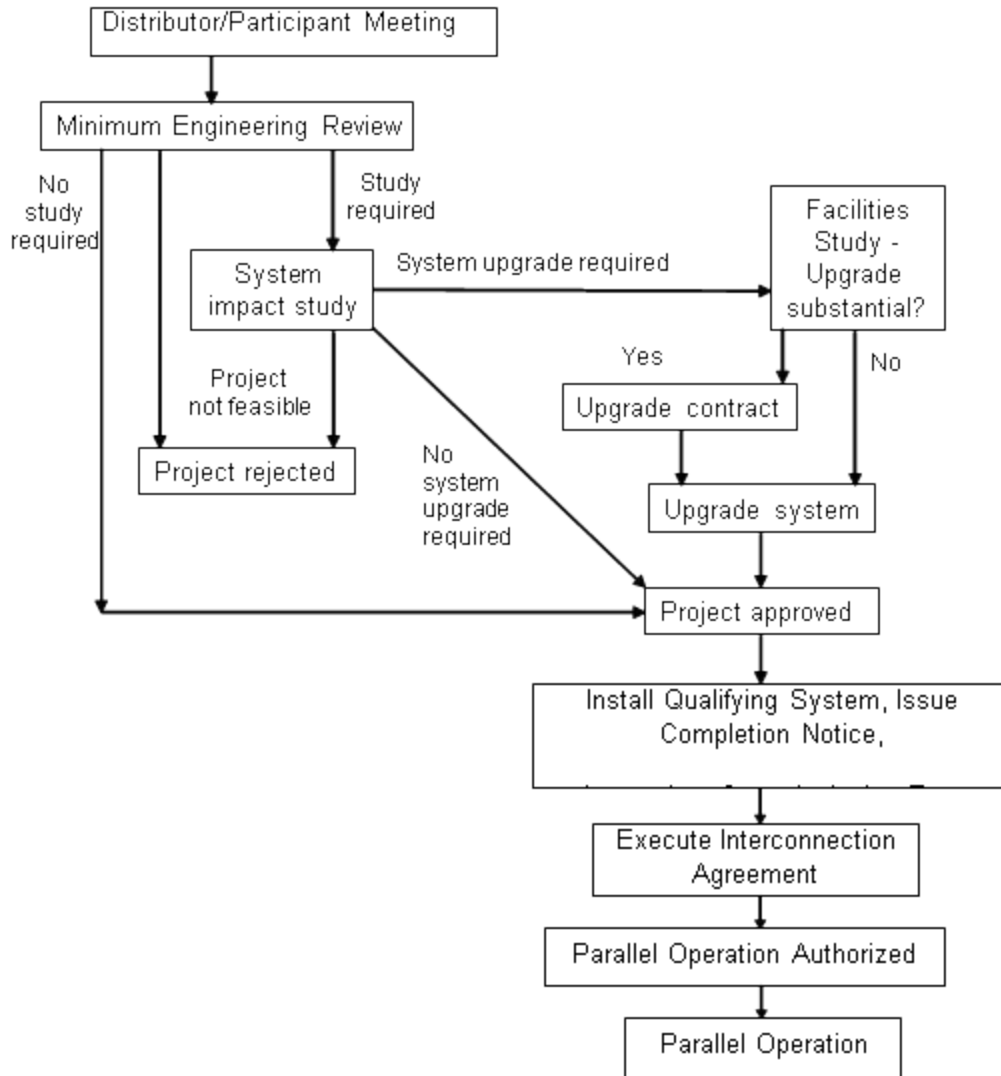 Distributor/Participant Meeting
Minimum Engineering Review
No
study
required
Study
required
Facilities
Study -
Upgrade
substantial?
System
impact study
System upgrade required
Yes
No
Project
not feasible
Upgrade contract
Project rejected
No
system
upgrade
required
Upgrade system
Project approved
Install Qualifying System, Issue
Completion Notice,
Execute Interconnection
Agreement
Parallel Operation Authorized
Parallel Operation